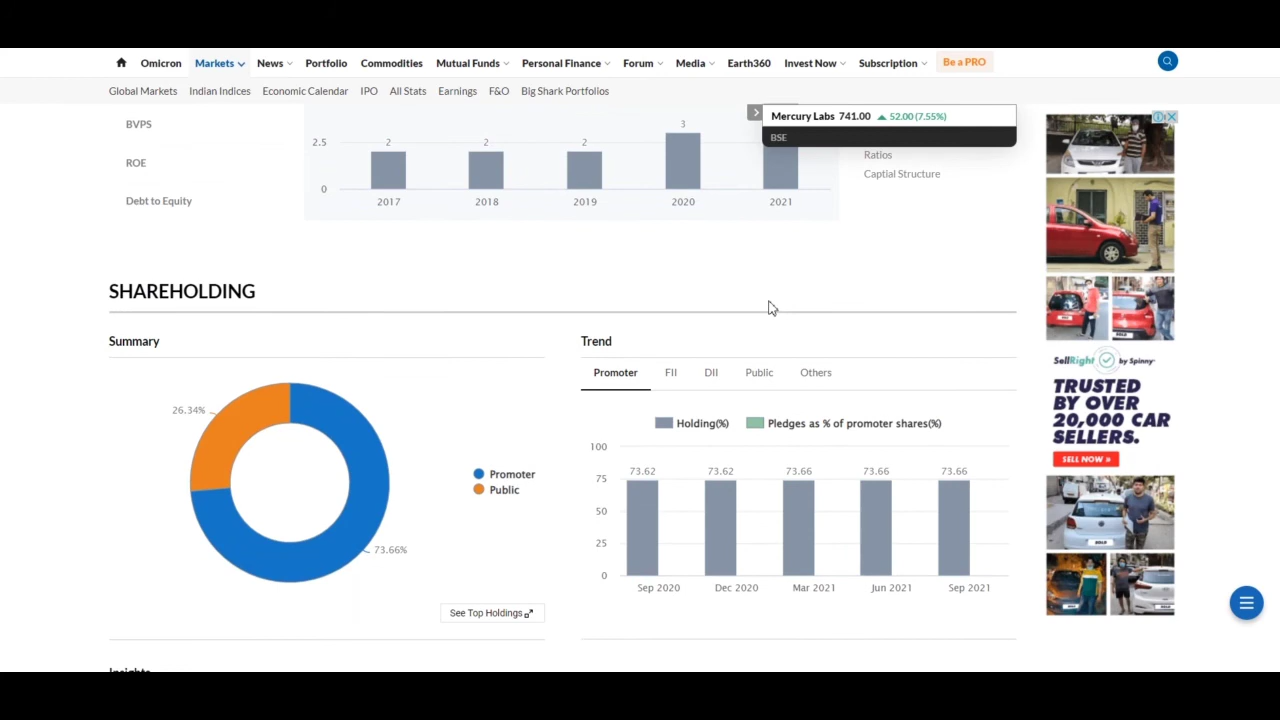 Omicron Markets News Portfolio Commodities Mutual Funds Personal Finance Forum Media Earth360 Invest Now Subscription Be a PRO
Global Markets Indian Indices Economic Calendar IPO All Stats Earnings F&O Big Shark Portfolios
Mercury Labs 741.00 52.00 (7.55%)
BSE
BVPS
ROE
Debt to Equity
2.5
0
2 2 2 3
2017 2018 2019 2020 2021
Ratios
Captial Structure
SHAREHOLDING
Summary
26.34%
73.66%
Promoter
Public
See Top Holdings
Trend
Promoter FII DII Public Others
Holding(%) Pledges as % of promoter shares(%)
100
75
50
25
0
73.62 73.62 73.66 73.66 73.66
Sep 2020 Dec 2020 Mar 2021 Jun 2021 Sep 2021
SellRight by Spinny
TRUSTED
BY OVER
20,000 CAR
SELLERS.
SELL NOW »
SOLD
SOLD
SOLD
SOLD
SOLD